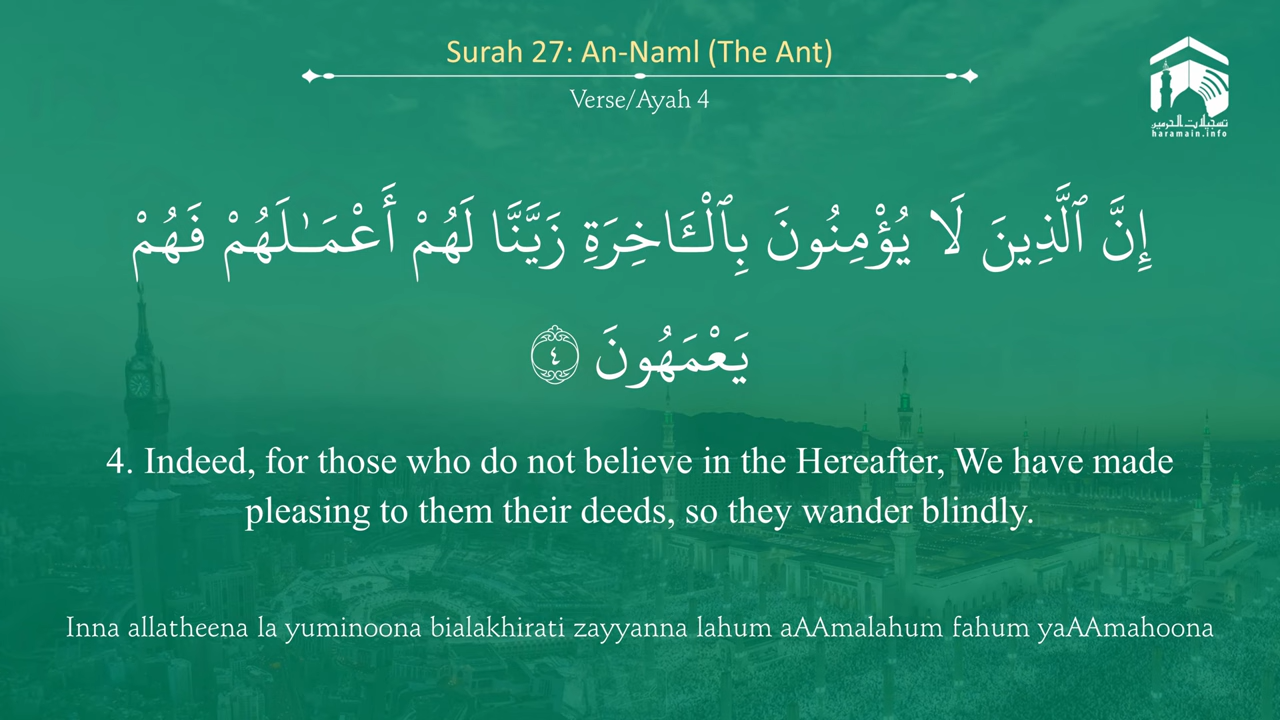 Surah 27: An-Naml (The Ant)
Verse/Ayah 4
تسجيلات الحرمين
haramain.info
إِنَّ ٱلَّذِينَ لَا يُؤْمِنُونَ بِٱلْـَٔاخِرَةِ زَيَّنَّا لَهُمْ أَعْمَـٰلَهُمْ فَهُمْ
يَعْمَهُونَ ٤
4. Indeed, for those who do not believe in the Hereafter, We have made
pleasing to them their deeds, so they wander blindly.
Inna allatheena la yuminoona bialakhirati zayyanna lahum aAAmalahum fahum yaAAmahoona